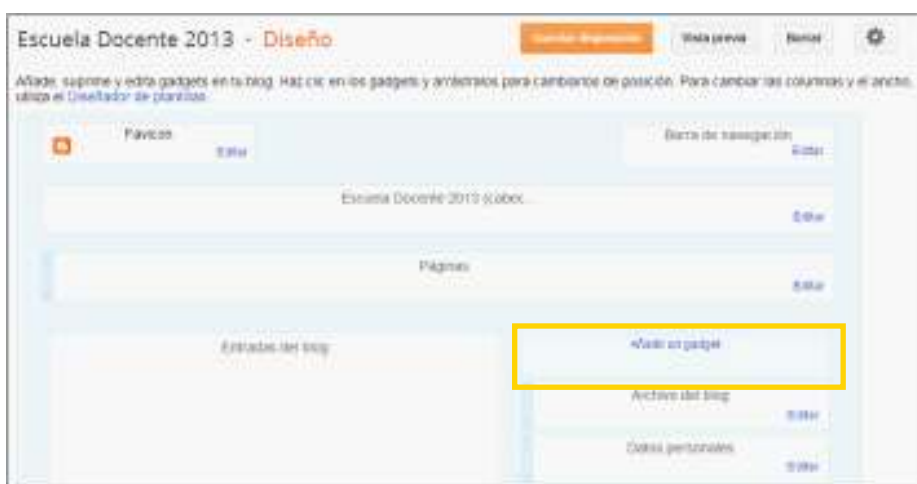 Escuela Docente 2013 - Diseño
Guardar disposición Vista previa Borrar
Añade, suprime y edita gadgets en tu blog. Haz clic en los gadgets y arrástralos para cambiarlos de posición. Para cambiar las columnas y el ancho,
utiliza el Diseñador de plantillas.
Favicon
Editar
Barra de navegación
Editar
Escuela Docente 2013 (cabec...
Editar
Páginas
Editar
Entradas del blog
Añadir un gadget
Archivo del blog
Editar
Datos personales
Editar